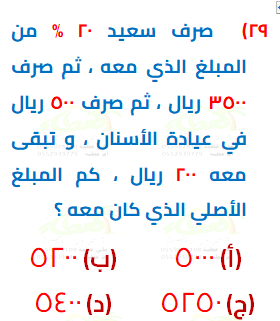 ٢٩) صرف سعيد ٢٠ % من
المبلغ الذي معه ، ثم صرف
٣٥٠٠ ريال ، ثم صرف ٥٠٠ ريال
في عيادة الأسنان ، و تبقى
معه ٢٠٠ ريال ، كم المبلغ
الأصلي الذي كان معه ؟
(أ) ٥٠٠٠ (ب) ٥٢٠٠
(ج) ٥٢٥٠ (د) ٥٤٠٠